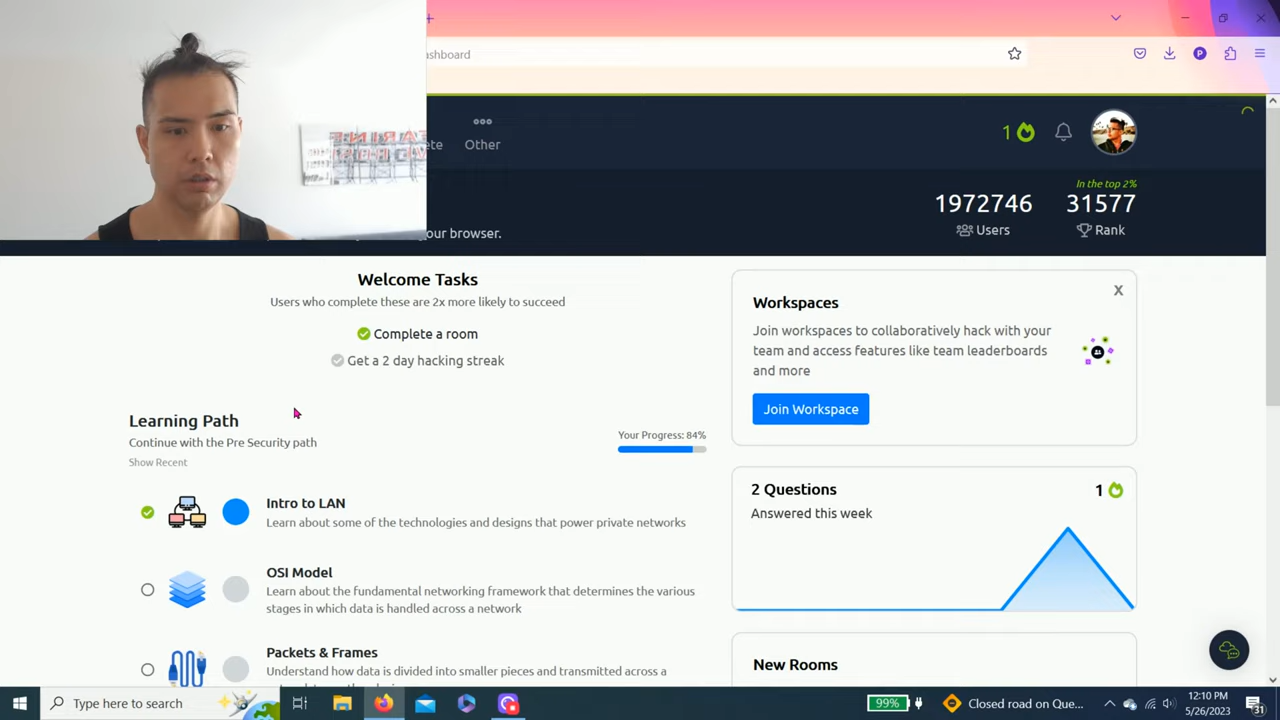 ashboard
ete
Other
1
In the top 2%
1972746
31577
Users
Rank
our browser.
Welcome Tasks
Users who complete these are 2x more likely to succeed
Complete a room
Get a 2 day hacking streak
Learning Path
Continue with the Pre Security path
Show Recent
Your Progress: 84%
Intro to LAN
Learn about some of the technologies and designs that power private networks
OSI Model
Learn about the fundamental networking framework that determines the various
stages in which data is handled across a network
Packets & Frames
Understand how data is divided into smaller pieces and transmitted across a
Workspaces
X
Join workspaces to collaboratively hack with your
team and access features like team leaderboards
and more
Join Workspace
2 Questions
1
Answered this week
New Rooms
Type here to search
99%
Closed road on Que...
12:10 PM
5/26/2023
31